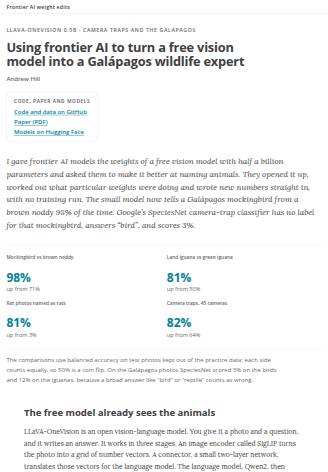 Frontier AI weight edits
LLAVA-ONEVISION 0.5B · CAMERA TRAPS AND THE GALÁPAGOS
Using frontier AI to turn a free vision
model into a Galápagos wildlife expert
Andrew Hill
CODE, PAPER AND MODELS
Code and data on GitHub
Paper (PDF)
Models on Hugging Face
I gave frontier AI models the weights of a free vision model with half a billion
parameters and asked them to make it better at naming animals. They opened it up,
worked out what particular weights were doing and wrote new numbers straight in,
with no training run. The small model now tells a Galápagos mockingbird from a
brown noddy 98% of the time. Google's SpeciesNet camera-trap classifier has no label
for that mockingbird, answers "bird", and scores 3%.
Mockingbird vs brown noddy
98%
up from 71%
Land iguana vs green iguana
81%
up from 50%
Rat photos named as rats
81%
up from 3%
Camera traps, 45 cameras
82%
up from 64%
The comparisons use balanced accuracy on test photos kept out of the practice data: each side
counts equally, so 50% is a coin flip. On the Galápagos photos SpeciesNet scored 3% on the birds
and 12% on the iguanas, because a broad answer like "bird" or "reptile" counts as wrong.
The free model already sees the animals
LLaVA-OneVision is an open vision-language model. You give it a photo and a question,
and it writes an answer. It works in three stages. An image encoder called SigLIP turns
the photo into a grid of number vectors. A connector, a small two-layer network,
translates those vectors for the language model. The language model, Qwen2, then